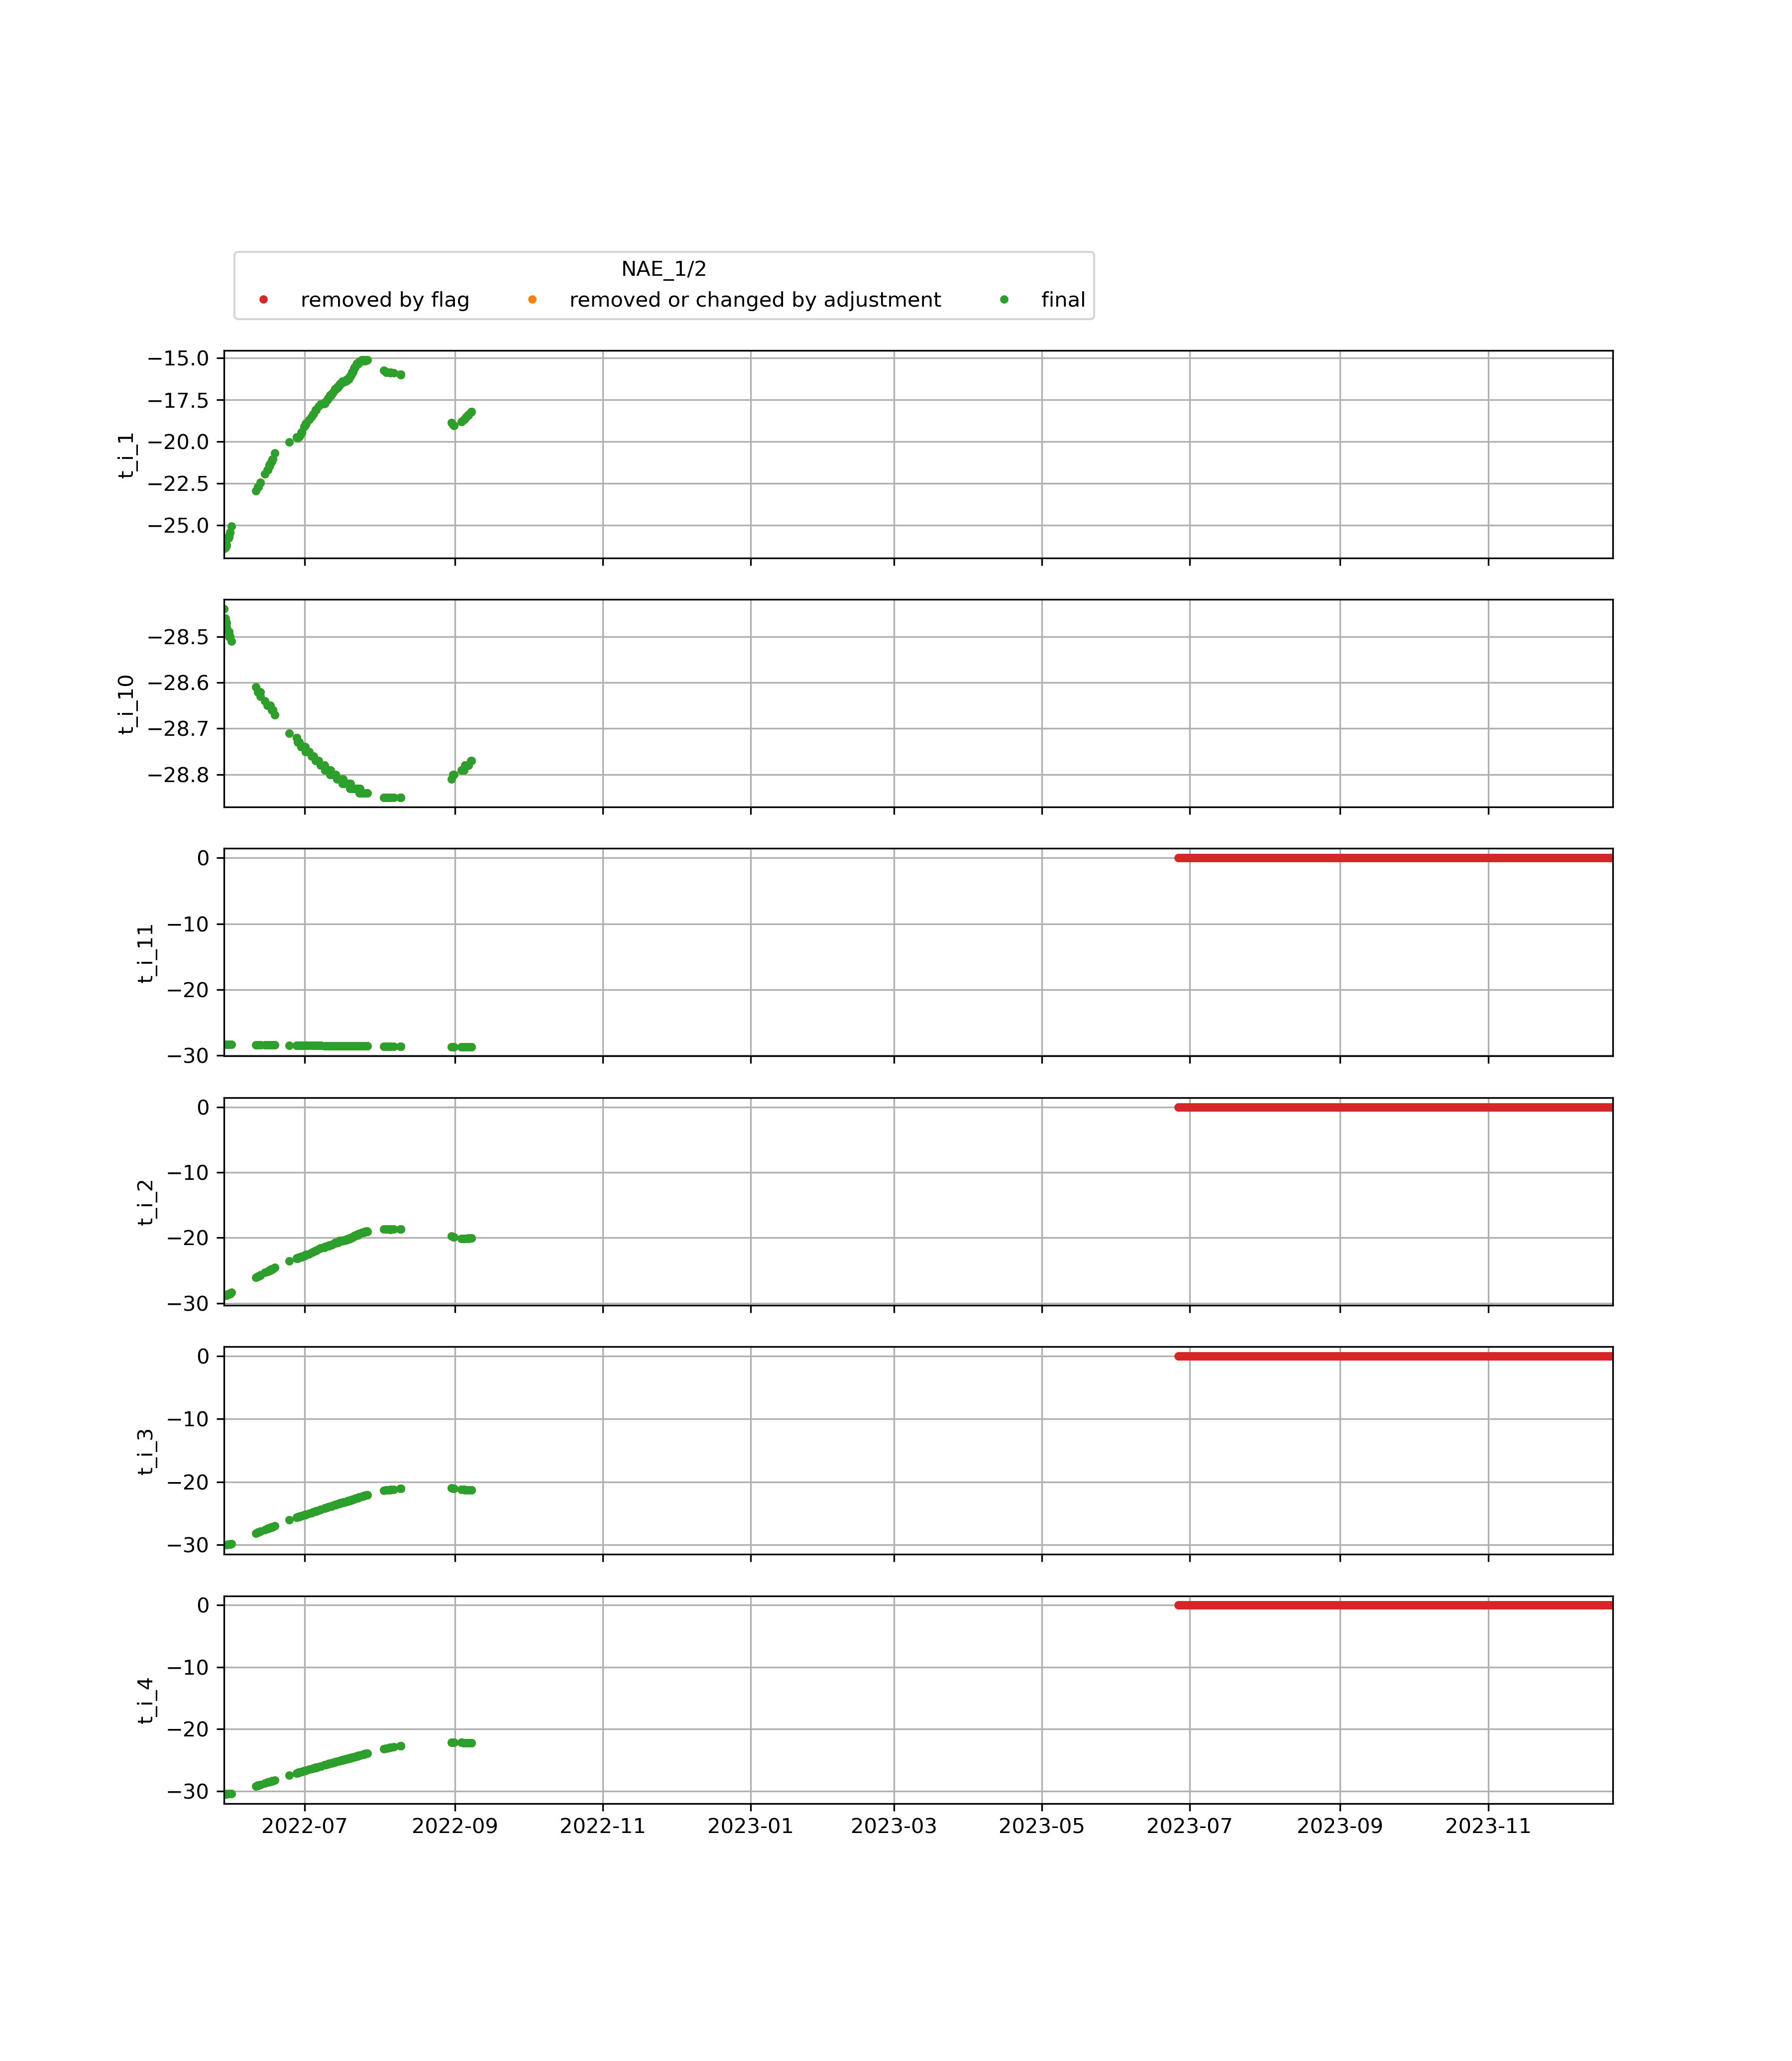 NAE_1/2
removed by flag removed or changed by adjustment final
−15.0
−17.5
−20.0
−22.5
−25.0
t_i_1
−28.5
−28.6
−28.7
−28.8
t_i_10
0
−10
−20
−30
t_i_11
0
−10
−20
−30
t_i_2
0
−10
−20
−30
t_i_3
0
−10
−20
−30
t_i_4
2022-07 2022-09 2022-11 2023-01 2023-03 2023-05 2023-07 2023-09 2023-11